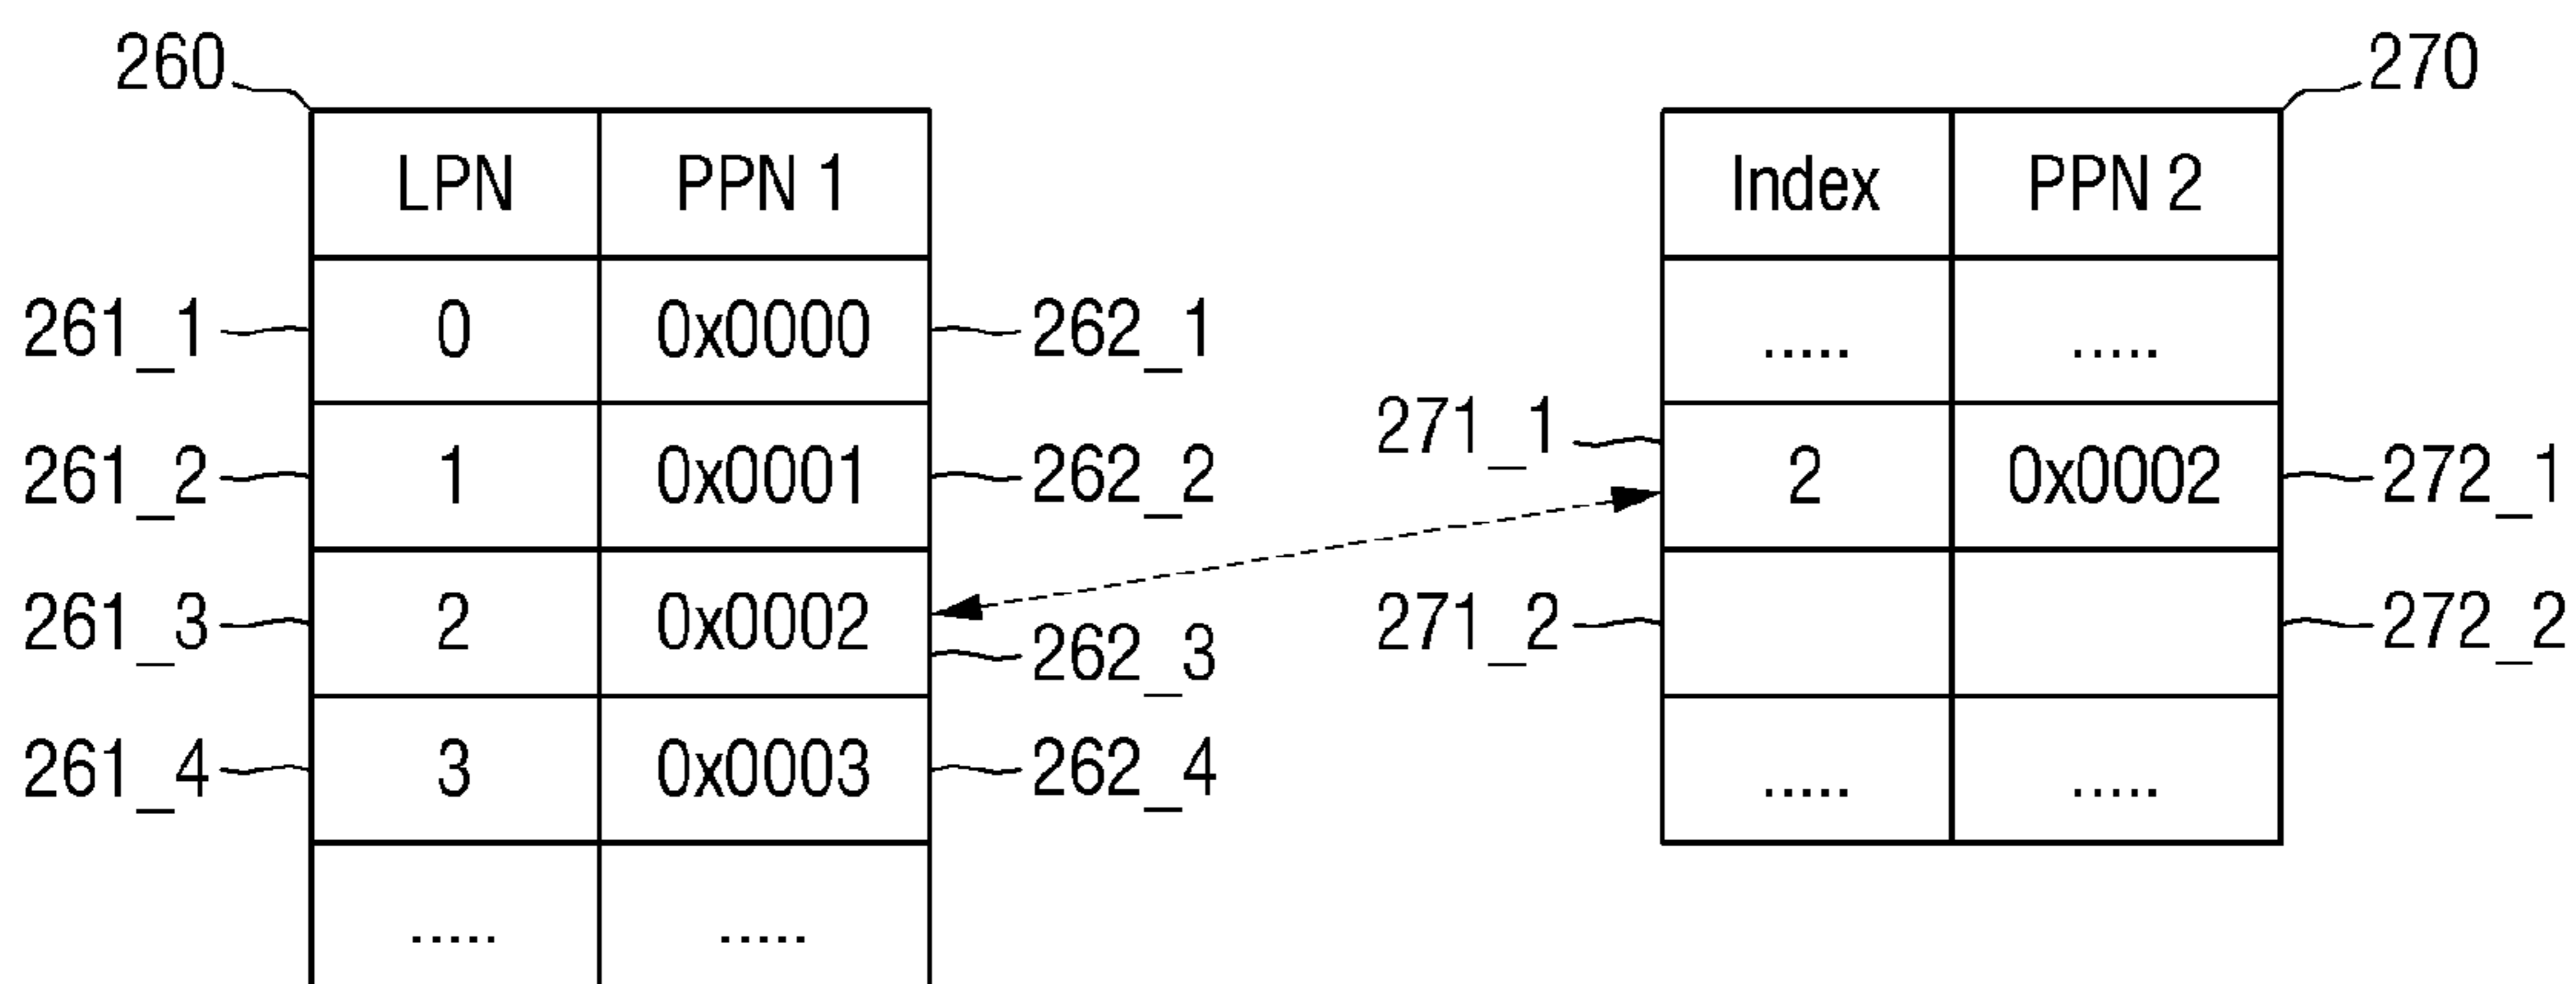 260 270
LPN PPN 1 Index PPN 2
261_1 0 0x0000 262_1 ..... .....
261_2 1 0x0001 262_2 271_1 2 0x0002 272_1
261_3 2 0x0002 262_3 271_2 272_2
261_4 3 0x0003 262_4 ..... .....
..... .....